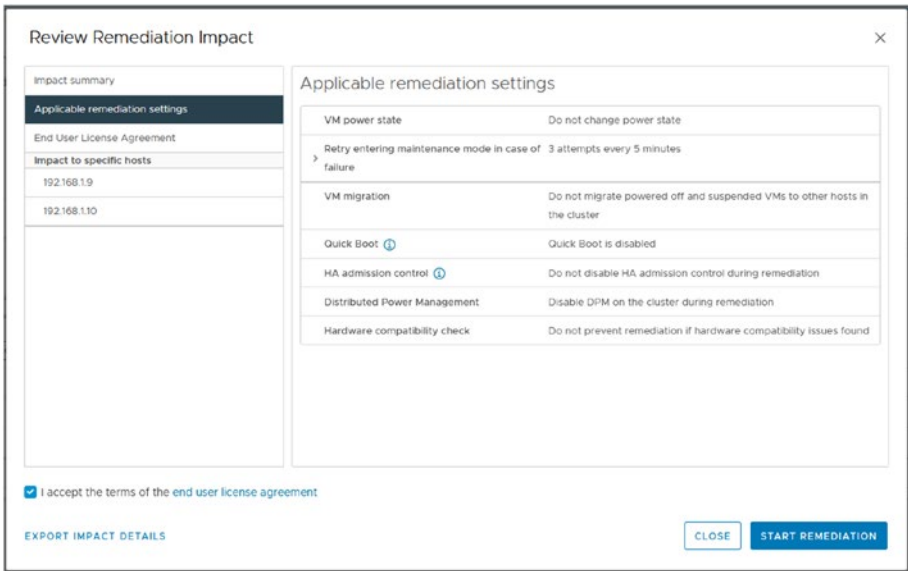 Review Remediation Impact
Impact summary
Applicable remediation settings
End User License Agreement
Impact to specific hosts
192.168.1.9
192.168.1.10
Applicable remediation settings
VM power state Do not change power state
Retry entering maintenance mode in case of 3 attempts every 5 minutes
failure
VM migration Do not migrate powered off and suspended VMs to other hosts in
the cluster
Quick Boot Quick Boot is disabled
HA admission control Do not disable HA admission control during remediation
Distributed Power Management Disable DPM on the cluster during remediation
Hardware compatibility check Do not prevent remediation if hardware compatibility issues found
I accept the terms of the end user license agreement
EXPORT IMPACT DETAILS
CLOSE START REMEDIATION